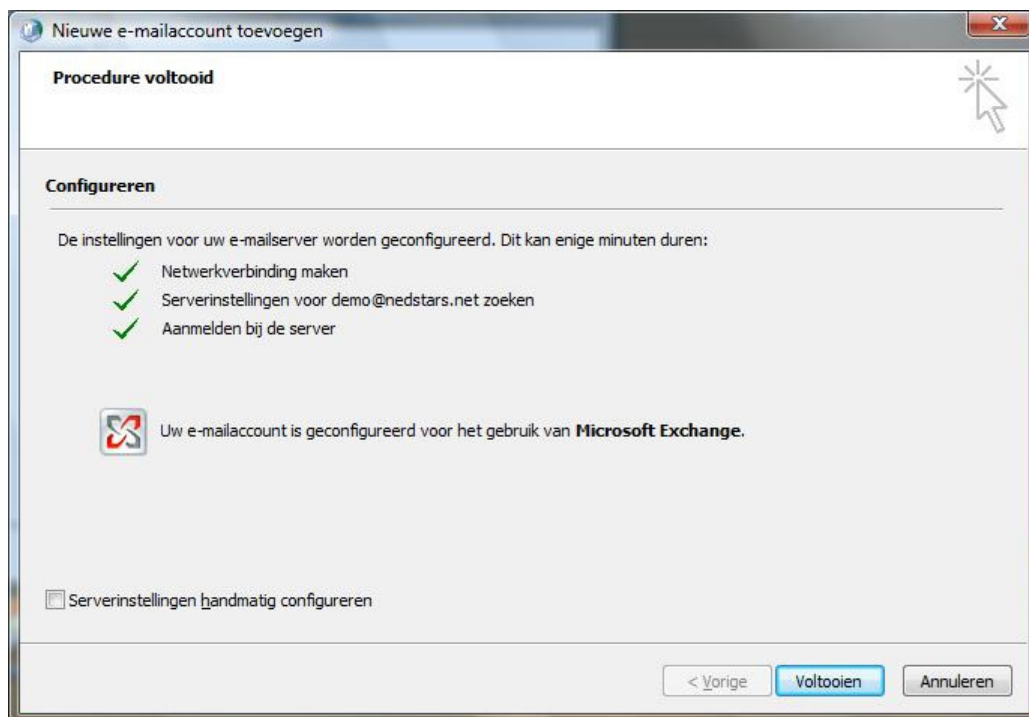 Nieuwe e-mailaccount toevoegen
Procedure voltooid
Configureren
De instellingen voor uw e-mailserver worden geconfigureerd. Dit kan enige minuten duren:
Netwerkverbinding maken
Serverinstellingen voor demo@nedstars.net zoeken
Aanmelden bij de server
Uw e-mailaccount is geconfigureerd voor het gebruik van Microsoft Exchange.
Serverinstellingen handmatig configureren
< Vorige Voltooien Annuleren